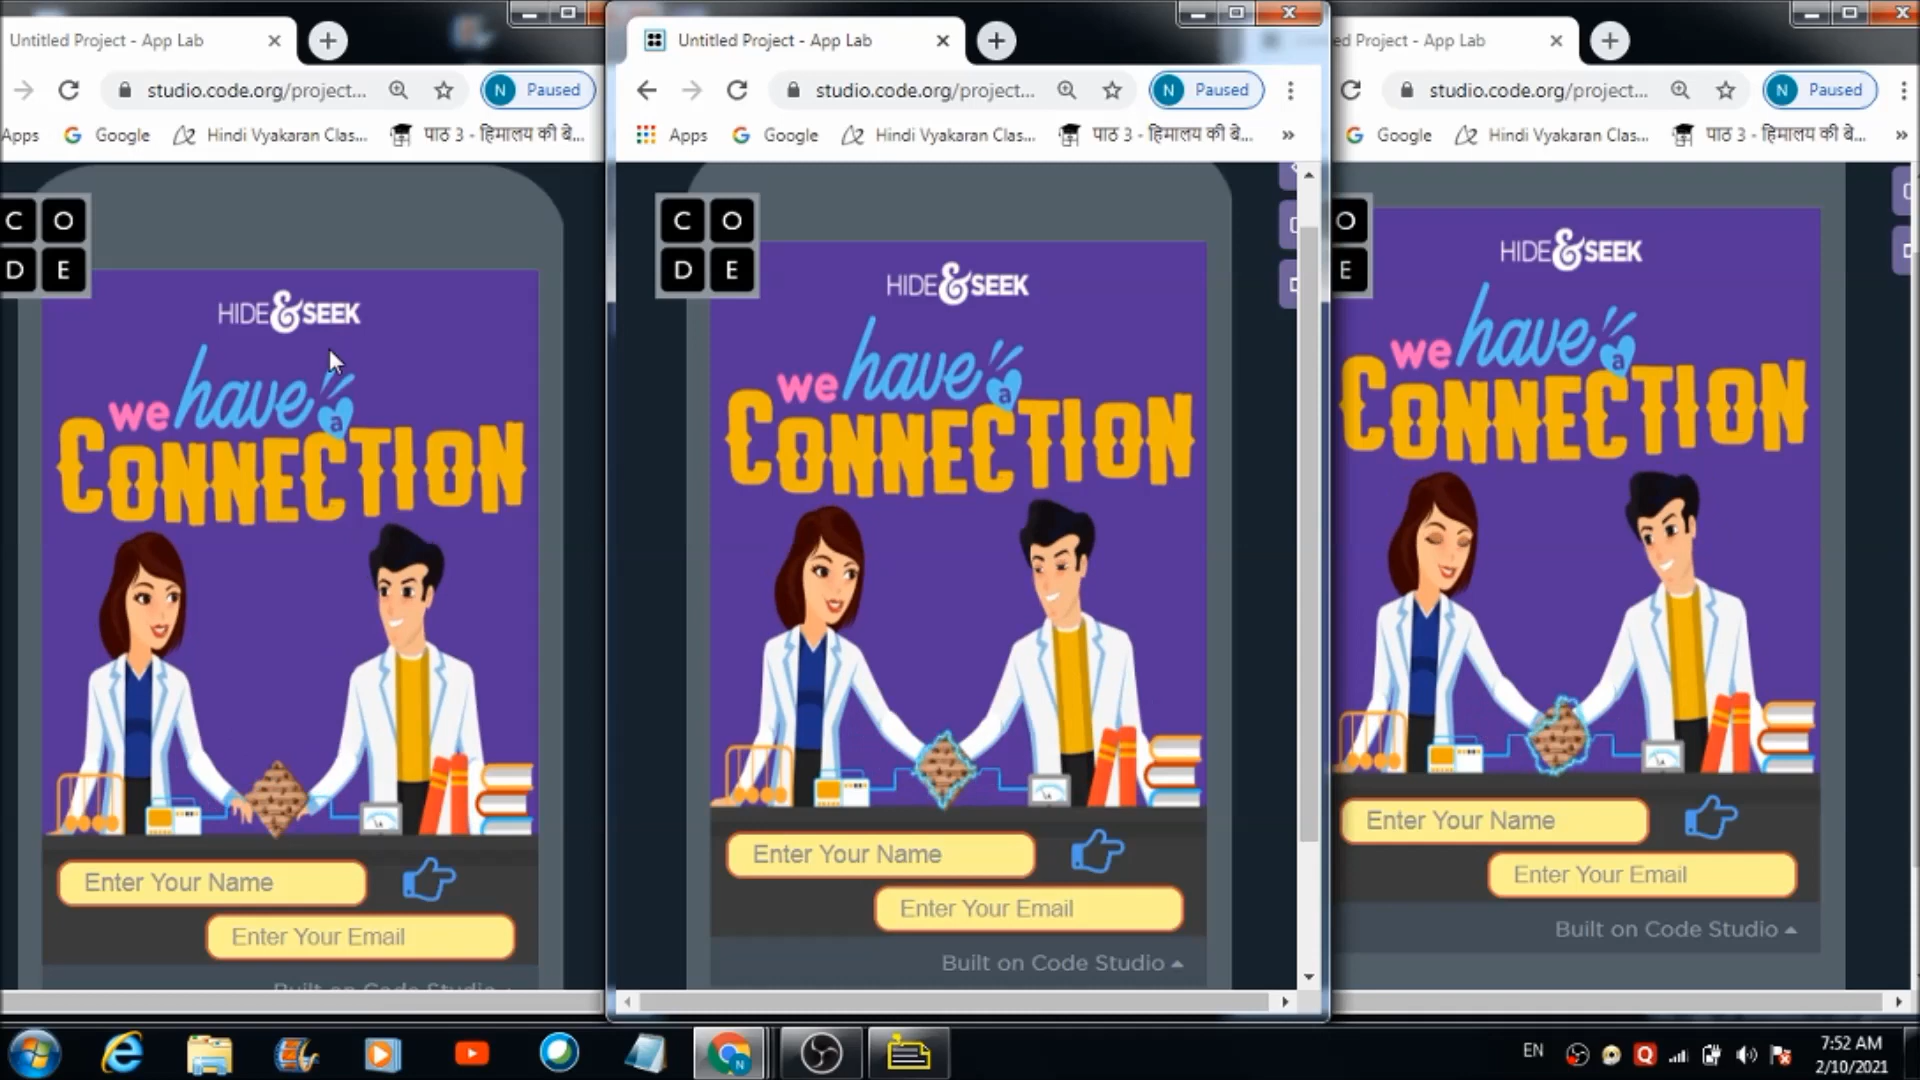 Untitled Project - App Lab
studio.code.org/project...
N Paused
Apps
Google
Hindi Vyakaran Clas...
पाठ 3 - हिमालय की बे...
C O
D E
HIDE & SEEK
we have a
CONNECTION
Enter Your Name
Enter Your Email
Built on Code Studio
Untitled Project - App Lab
studio.code.org/project...
N Paused
Apps
Google
Hindi Vyakaran Clas...
पाठ 3 - हिमालय की बे...
»
C O
D E
HIDE & SEEK
we have a
CONNECTION
Enter Your Name
Enter Your Email
Built on Code Studio
ed Project - App Lab
studio.code.org/project...
N Paused
Google
Hindi Vyakaran Clas...
पाठ 3 - हिमालय की बे...
»
O
E
HIDE & SEEK
we have a
CONNECTION
Enter Your Name
Enter Your Email
Built on Code Studio
EN
7:52 AM
2/10/2021